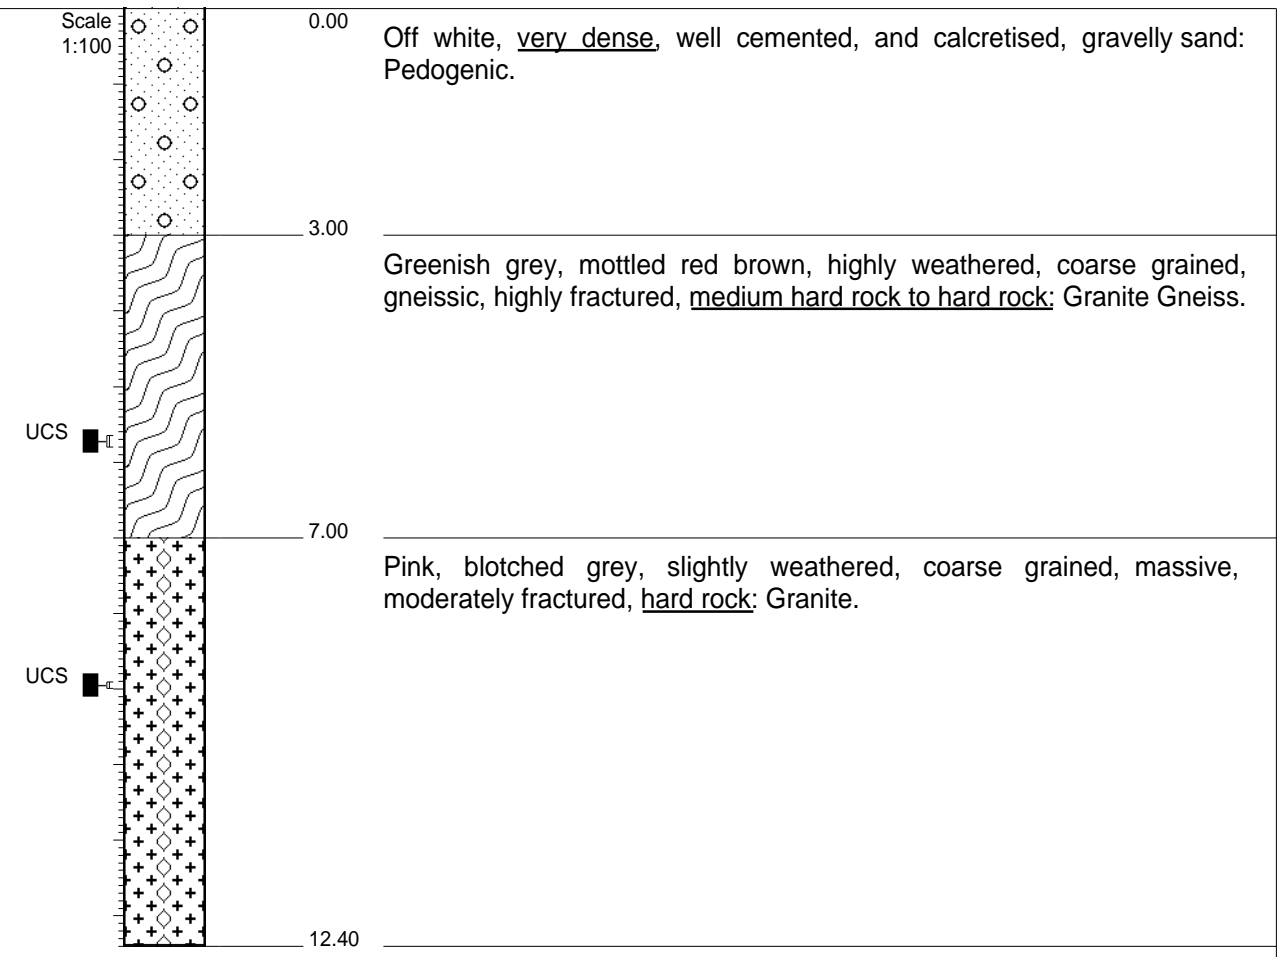 Scale
1:100
0.00
Off white, very dense, well cemented, and calcretised, gravelly sand:
Pedogenic.
3.00
Greenish grey, mottled red brown, highly weathered, coarse grained,
gneissic, highly fractured, medium hard rock to hard rock: Granite Gneiss.
UCS
7.00
Pink, blotched grey, slightly weathered, coarse grained, massive,
moderately fractured, hard rock: Granite.
UCS
12.40